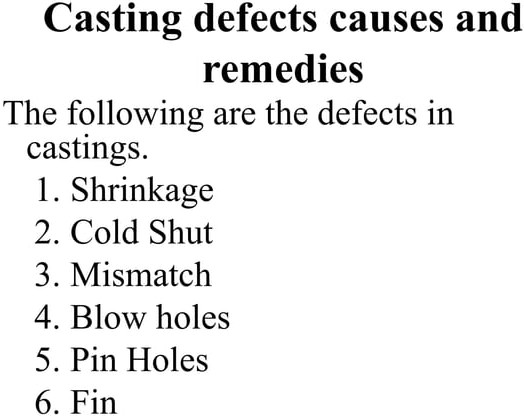 Casting defects causes and
remedies
The following are the defects in
castings.
1. Shrinkage
2. Cold Shut
3. Mismatch
4. Blow holes
5. Pin Holes
6. Fin